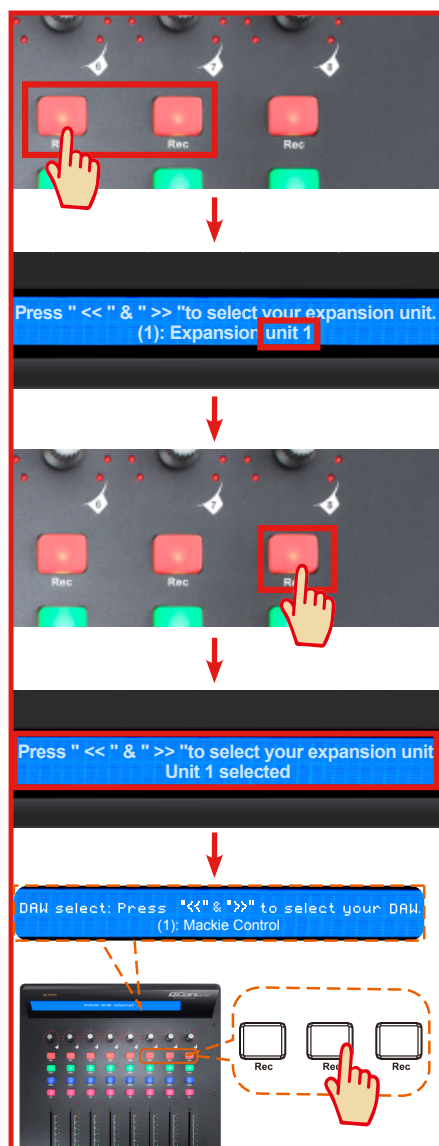 6 7 8
Rec Rec Rec
Press " << " & " >> "to select your expansion unit.
(1): Expansion unit 1
6 7 8
Rec Rec Rec
Press " << " & " >> "to select your expansion unit
Unit 1 selected
DAW select: Press "<<" & ">>" to select your DAW.
(1): Mackie Control
QCon
Rec Rec Rec